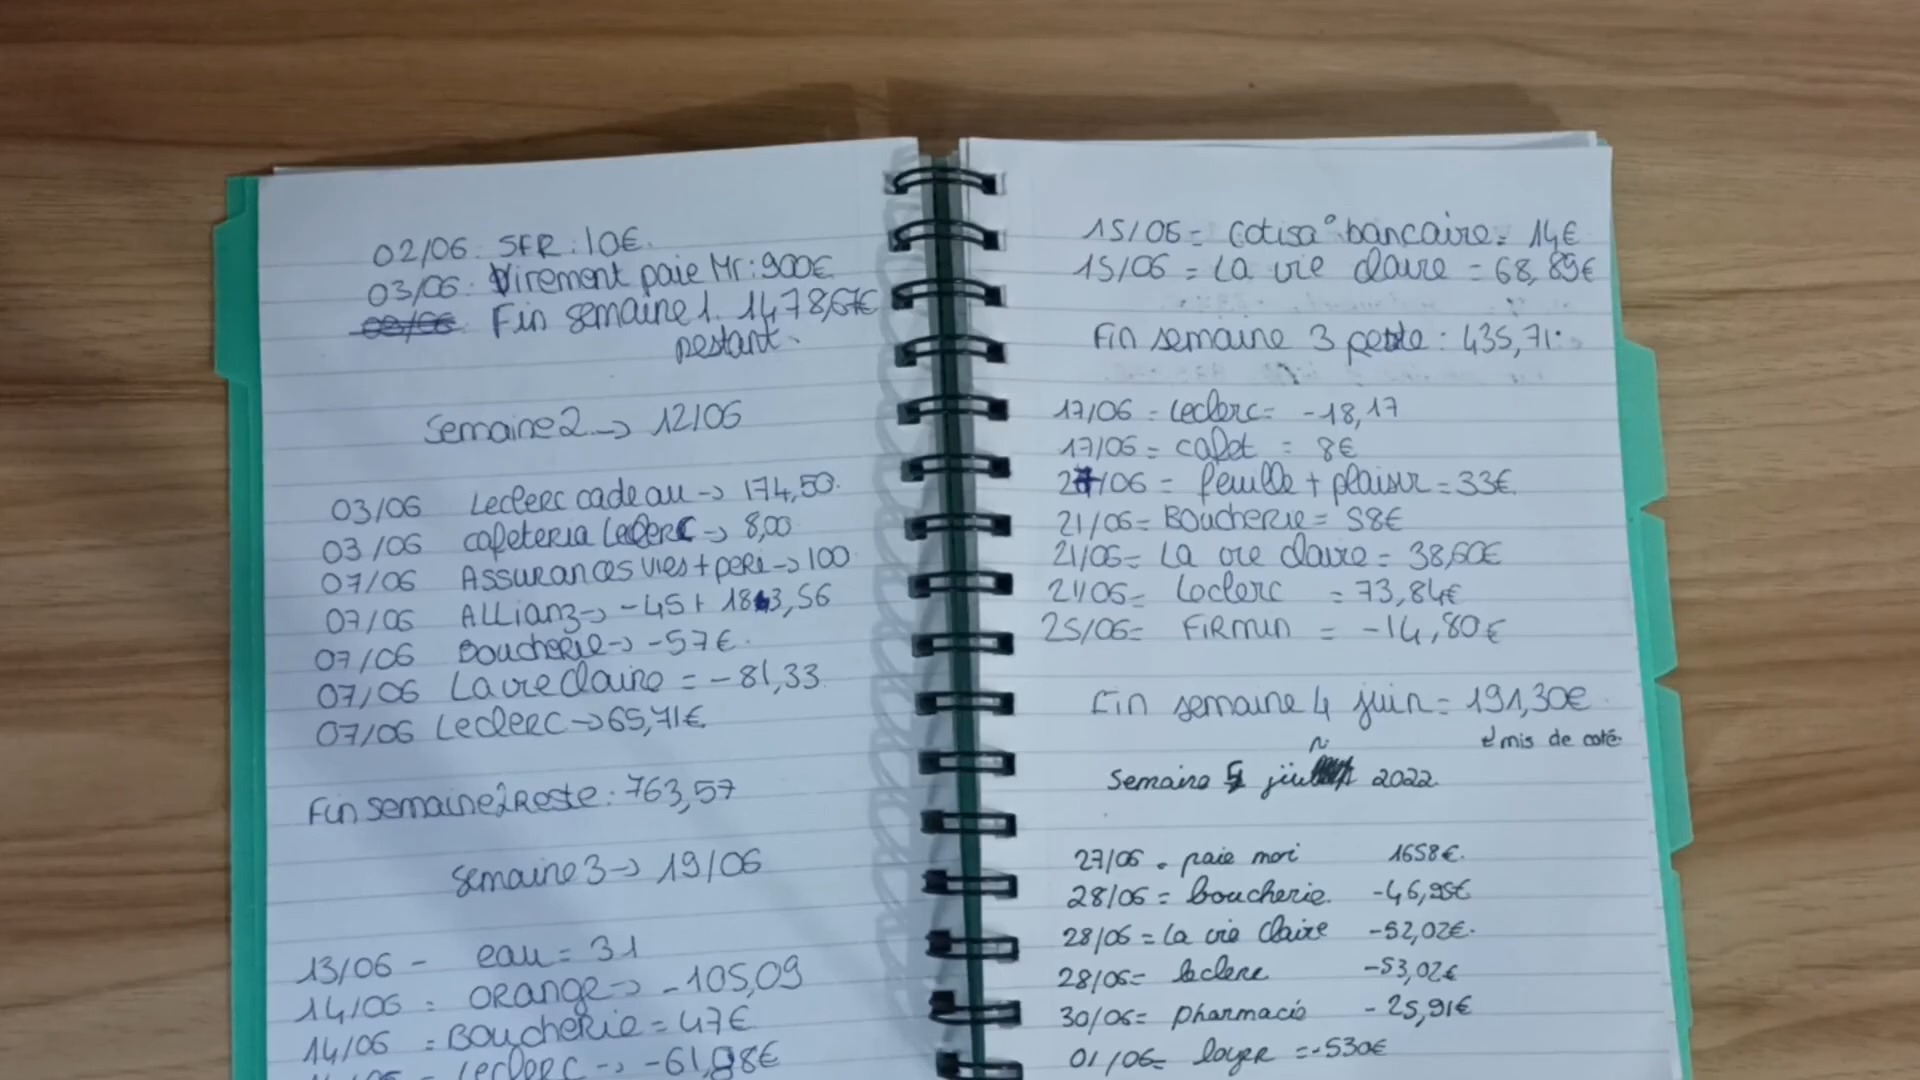 02/06: SFR: 10€.
03/06: Virement paie Mr: 900€
Fin semaine 1. 1478,67€
restant.
Semaine 2 -> 12/06
03/06 Leclerc cadeau -> 174,50.
03/06 cafeteria Leclerc -> 8,00
07/06 Assurances vies + peri -> 100
07/06 ALLianz -> -45+ 183,56
07/06 Boucherie -> -57€.
07/06 La vie claire = -81,33.
07/06 Leclerc -> 65,71€
Fin semaine 2 Reste: 763,57
Semaine 3 -> 19/06
13/06 - eau = 31
14/06 = orange -> -105,09
14/06 = Boucherie = 47€
Leclerc -> -61,98€
15/06 = Cotisa° bancaire = 14€
15/06 = La vie claire = 68,89€
Fin semaine 3 reste: 435,71
17/06 = Leclerc = -18,17
17/06 = cafet = 8€
/06 = feuille + plaisir = 33€
21/06 = Boucherie = 58€
21/06 = La vie claire = 38,60€
21/06 = Leclerc = 73,84€
25/06 = FiRmin = -14,80€
Fin semaine 4 juin = 191,30€
mis de coté.
Semaine 5 juin 2022
27/06 = paie mari 1658€.
28/06 = boucherie. -46,95€
28/06 = La vie Claire -52,02€.
28/06 = leclerc -53,02€
30/06 = pharmacie -25,91€
01/06 = loyer = -530€